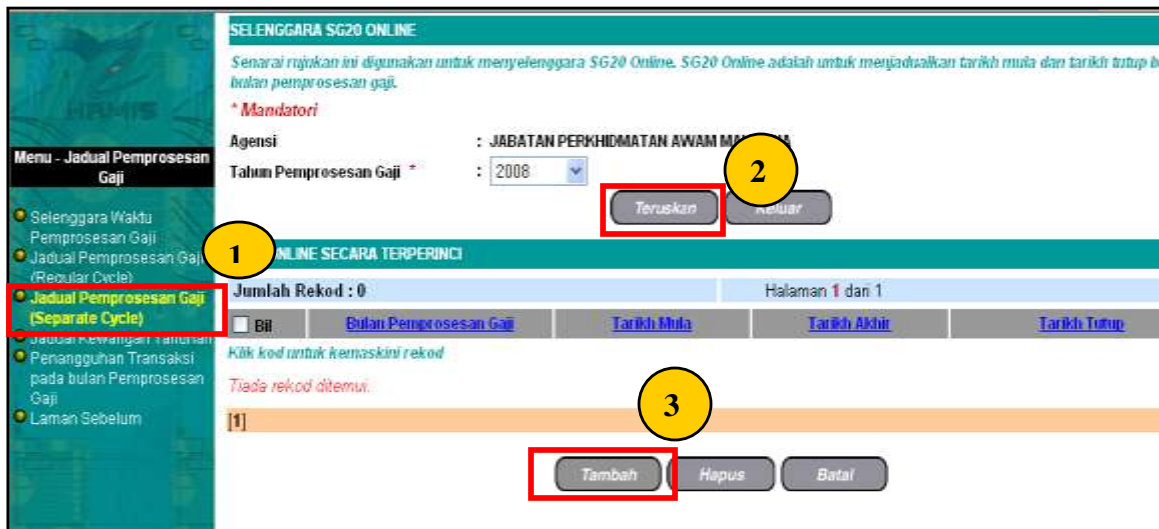 SELENGGARA SG20 ONLINE
Senarai rujukan ini digunakan untuk menyelenggara SG20 Online. SG20 Online adalah untuk menjadualkan tarikh mula dan tarikh tutup
bulan pemprosesan gaji.
* Mandatori
Agensi : JABATAN PERKHIDMATAN AWAM
Tahun Pemprosesan Gaji * : 2008
2
Teruskan Keluar
HRMIS
Menu - Jadual Pemprosesan
Gaji
Selenggara Waktu
Pemprosesan Gaji
Jadual Pemprosesan Gaji
(Regular Cycle)
Jadual Pemprosesan Gaji
(Separate Cycle)
Jadual Kewangan Tahunan
Penangguhan Transaksi
pada bulan Pemprosesan
Gaji
Laman Sebelum
1
ONLINE SECARA TERPERINCI
Jumlah Rekod : 0 Halaman 1 dari 1
Bil Bulan Pemprosesan Gaji Tarikh Mula Tarikh Akhir Tarikh Tutup
Klik kod untuk kemaskini rekod
Tiada rekod ditemui.
3
[1]
Tambah Hapus Batal